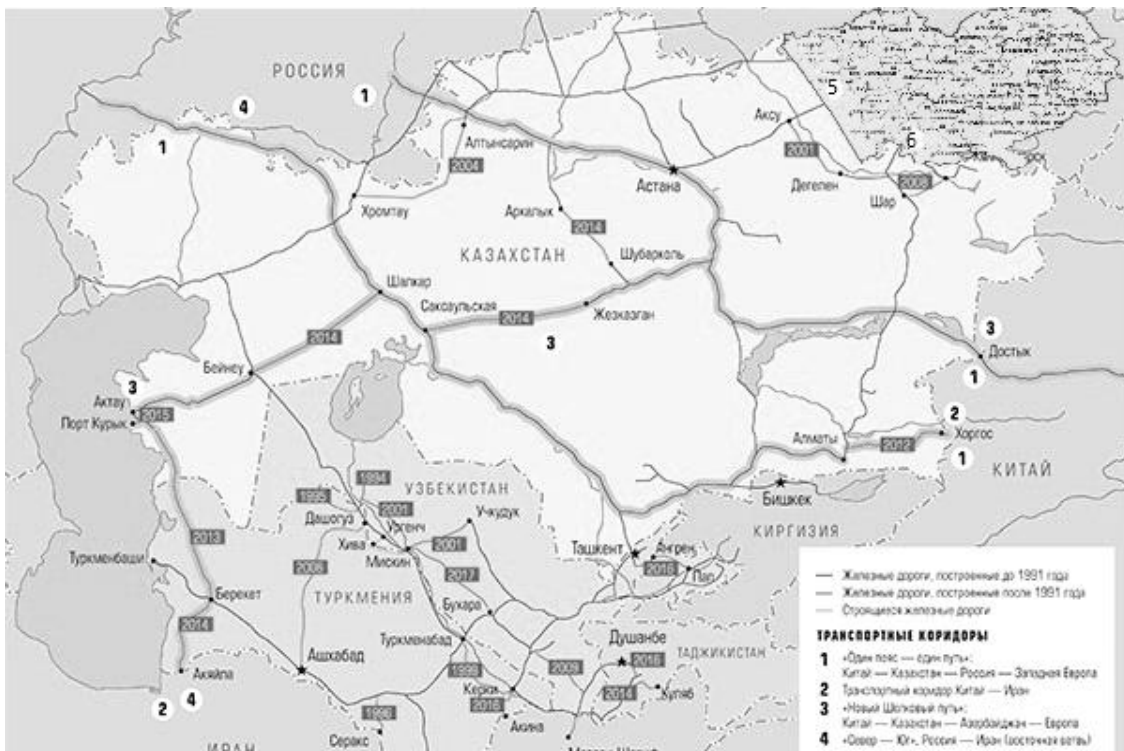 РОССИЯ
4
1
5
Аксу
6
1
Алтынсарин
2004
2001
Астана
Дегелен
2008
Шар
Хромтау
Аркалык
2014
КАЗАХСТАН
Шубарколь
Шалкар
Саксаульская
2014
Жезказган
3
3
Достык
1
2014
Бейнеу
3
Актау
2015
Порт Курык
2
Алматы
2012
Хоргос
1
КИТАЙ
1994
УЗБЕКИСТАН
1995
2001
Бишкек
Дашогуз
Ургенч
Учкудук
КИРГИЗИЯ
2013
Хива
2001
Ташкент
Ангрен
Мискин
2016
Пап
Туркменбаши
2006
2017
ТУРКМЕНИЯ
Берекет
Бухара
2014
Туркменабад
Душанбе
2016
ТАДЖИКИСТАН
Ашхабад
Акяйла
1999
2009
Керки
2014
Куляб
2 4
2016
1996
Акина
Серакс
ИРАН
Железные дороги, построенные до 1991 года
Железные дороги, построенные после 1991 года
Строящиеся железные дороги
ТРАНСПОРТНЫЕ КОРИДОРЫ
1 «Один пояс — один путь»:
Китай — Казахстан — Россия — Западная Европа
2 Транспортный коридор Китай — Иран
3 «Новый Шелковый путь»:
Китай — Казахстан — Азербайджан — Европа
4 «Север — Юг», Россия — Иран (восточная ветвь)